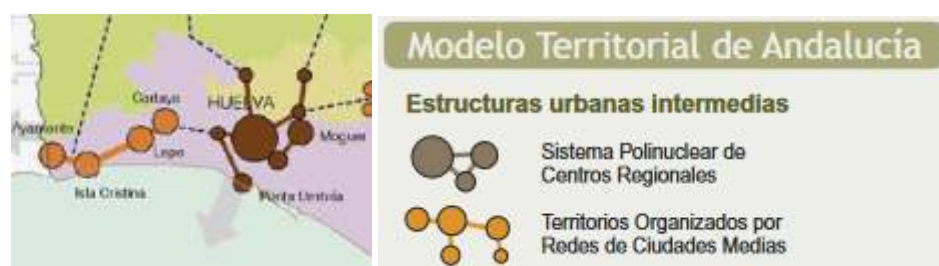 Cartaya
HUELVA
Ayamonte
Moguer
Lepe
Isla Cristina
Punta Umbría
Modelo Territorial de Andalucía
Estructuras urbanas intermedias
Sistema Polinuclear de
Centros Regionales
Territorios Organizados por
Redes de Ciudades Medias